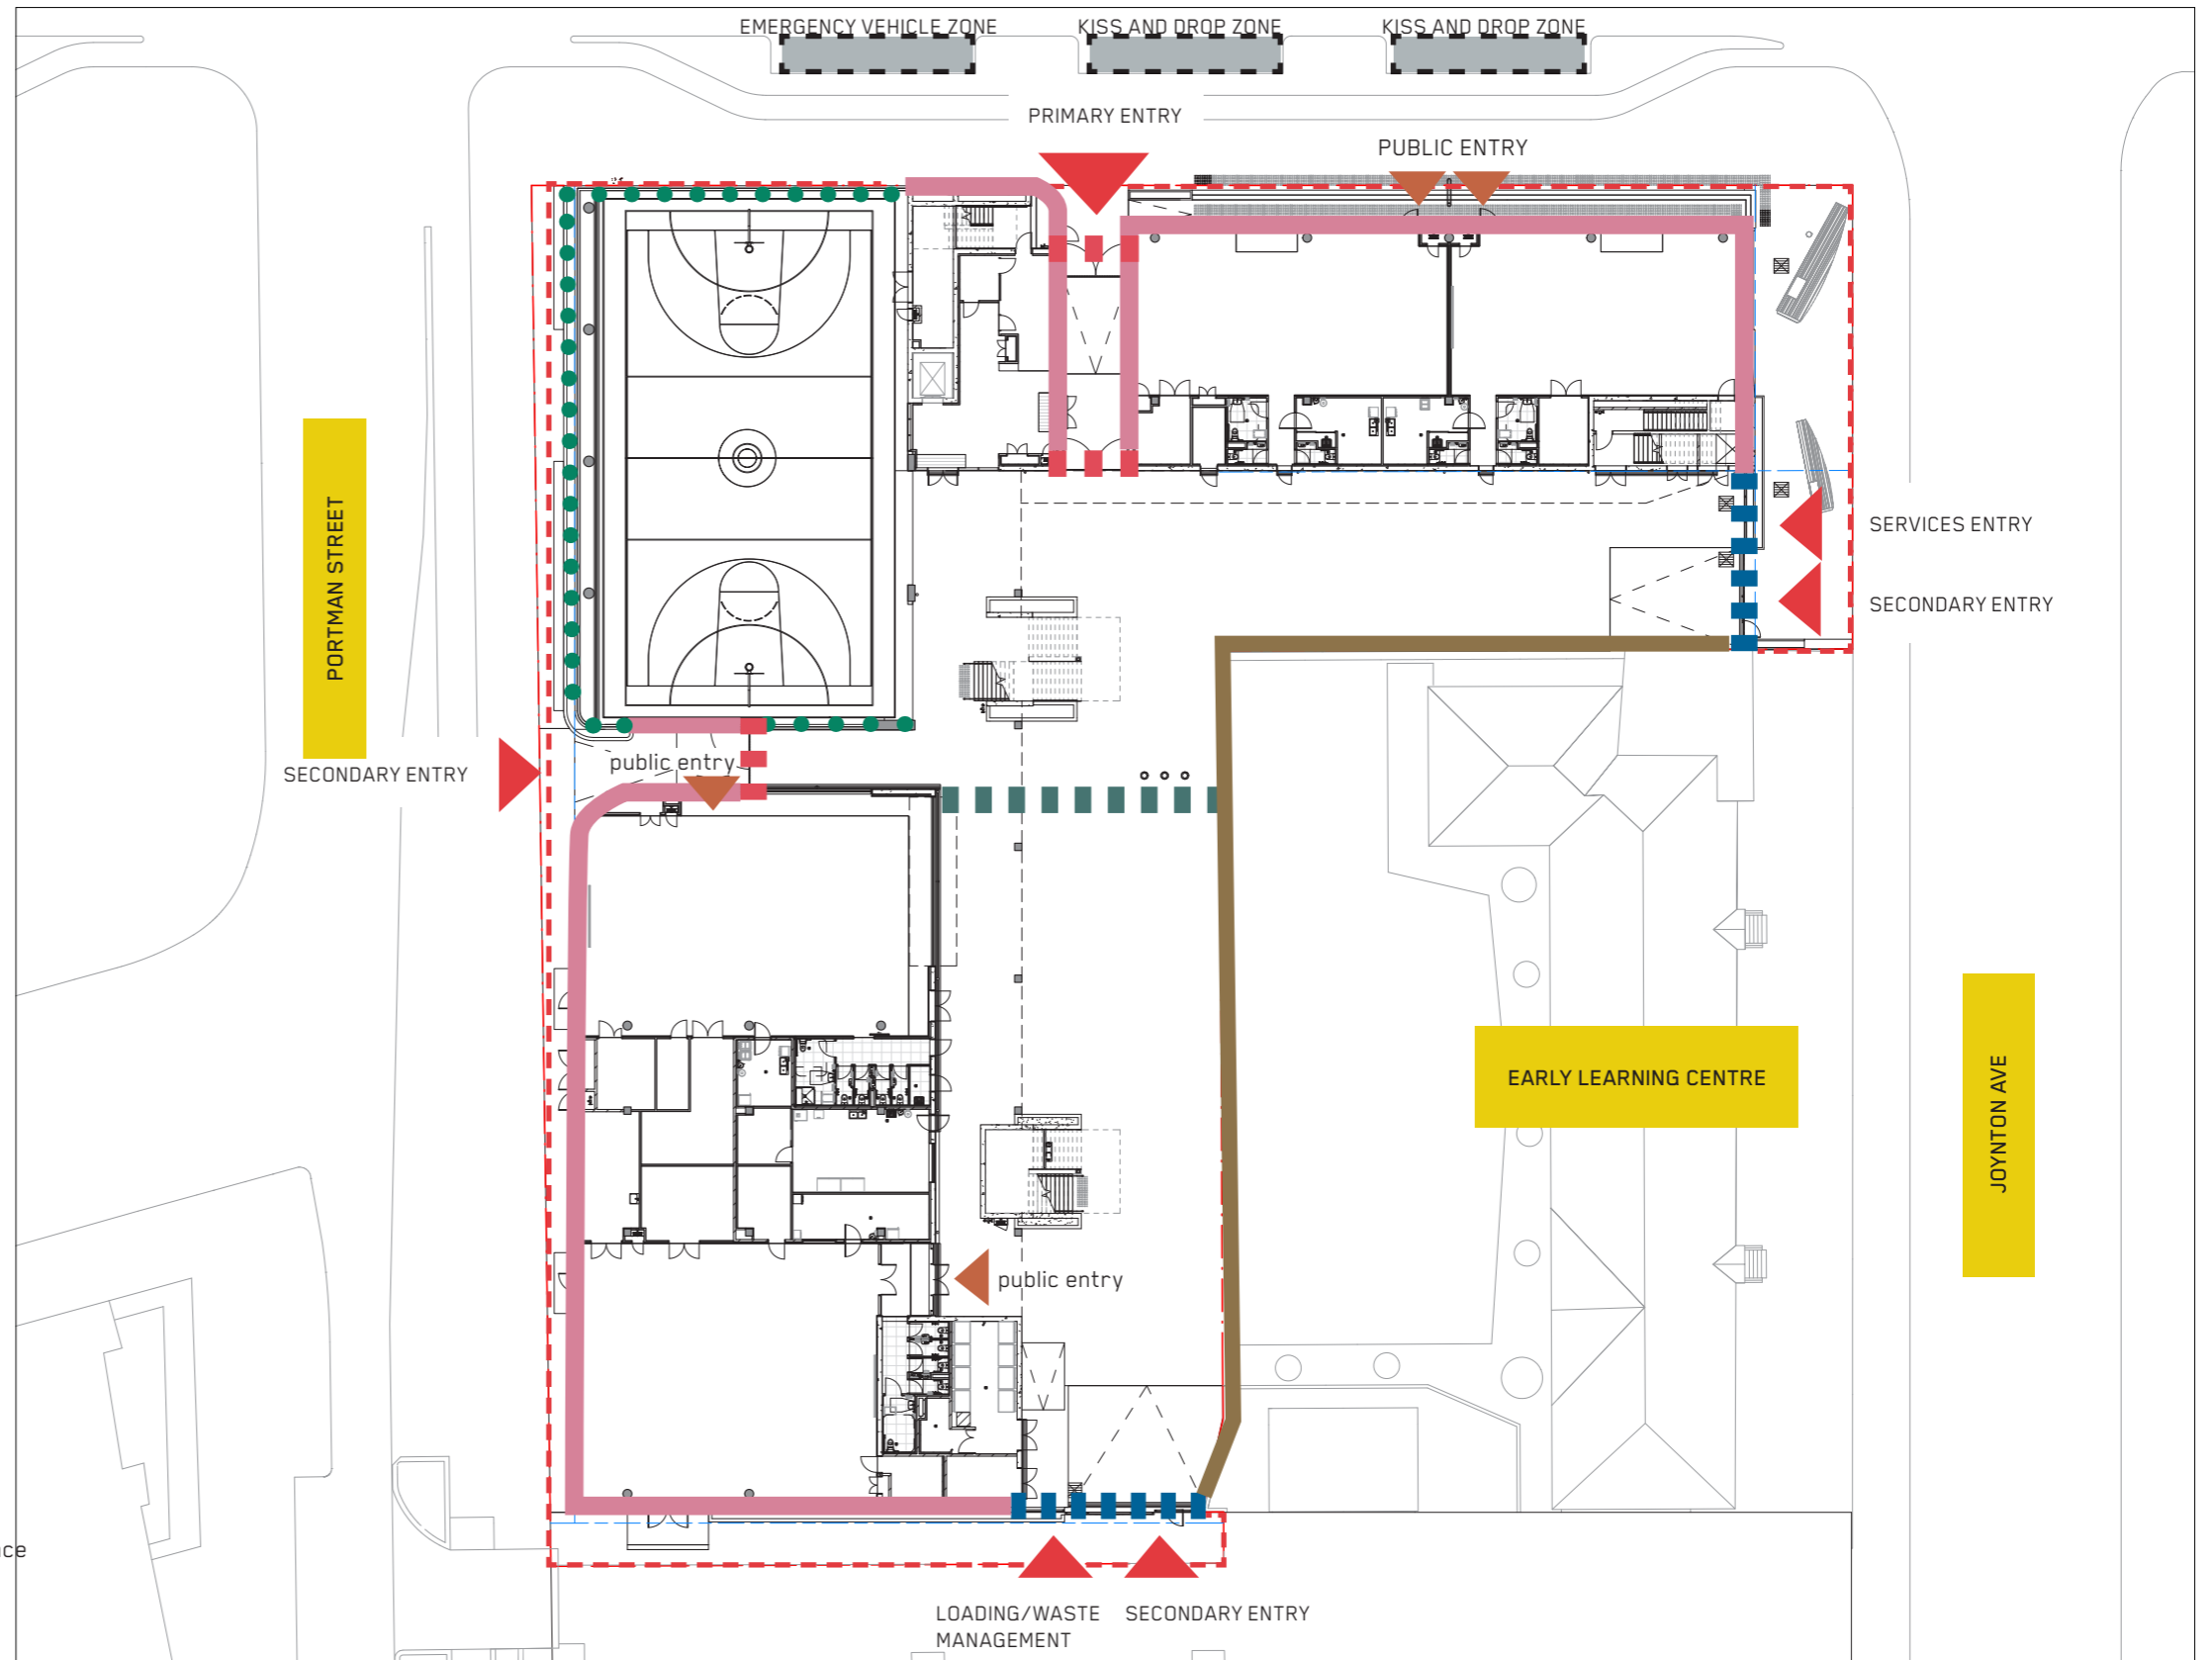 EMERGENCY VEHICLE ZONE
KISS AND DROP ZONE
KISS AND DROP ZONE
PRIMARY ENTRY
PUBLIC ENTRY
PORTMAN STREET
SERVICES ENTRY
SECONDARY ENTRY
SECONDARY ENTRY
public entry
EARLY LEARNING CENTRE
JOYNTON AVE
public entry
LOADING/WASTE
MANAGEMENT
SECONDARY ENTRY